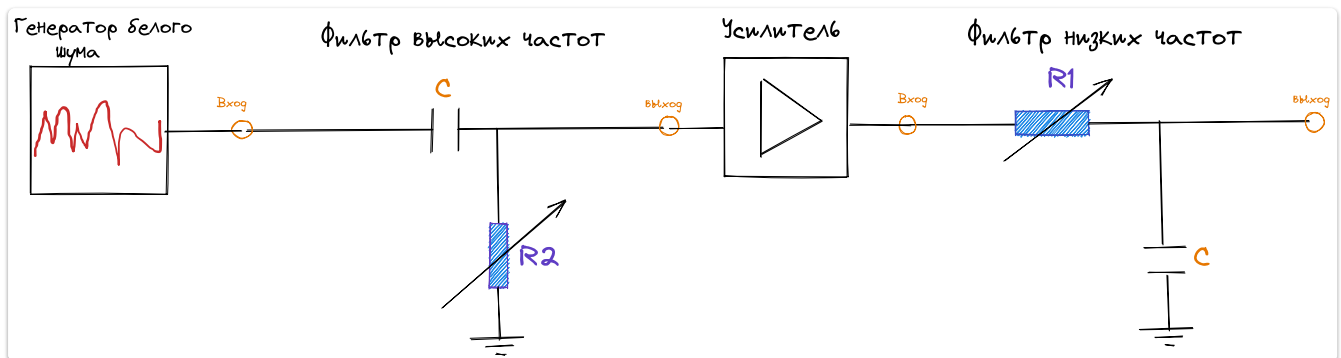 Генератор белого
шума
Фильтр высоких частот
Усилитель
Фильтр низких частот
C
R1
Вход
выход
Вход
выход
R2
C